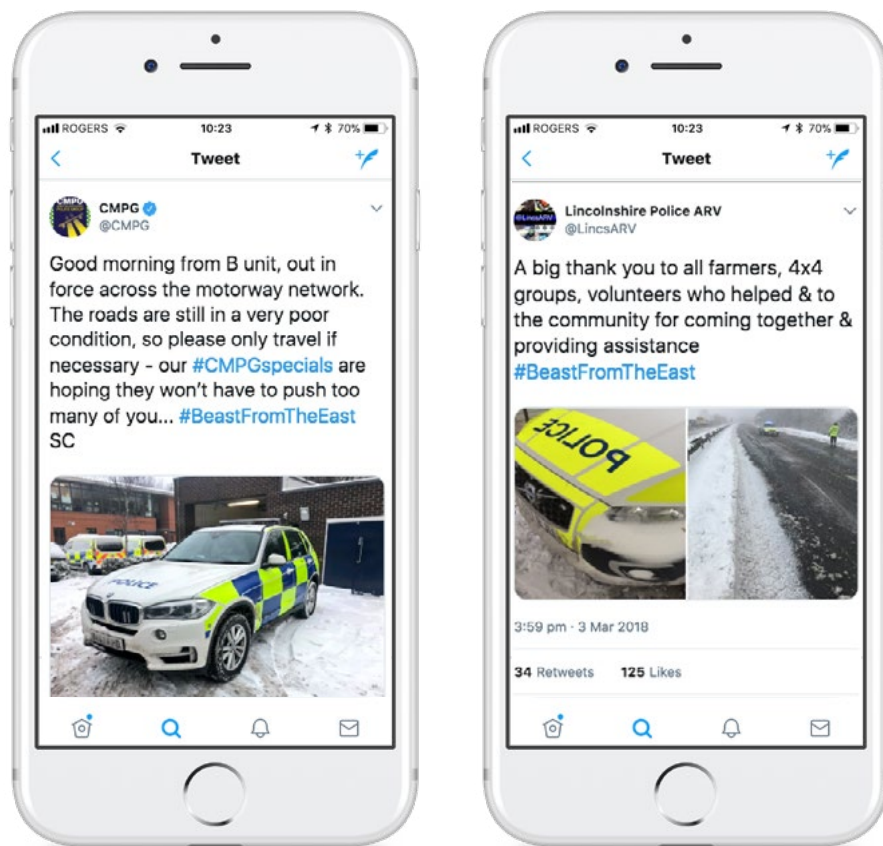 ROGERS 10:23 70%
Tweet
CMPG
CMPG
@CMPG
Good morning from B unit, out in
force across the motorway network.
The roads are still in a very poor
condition, so please only travel if
necessary - our #CMPGspecials are
hoping they won't have to push too
many of you... #BeastFromTheEast
SC
POLICE
ROGERS 10:23 70%
Tweet
@LincsARV
Lincolnshire Police ARV
@LincsARV
A big thank you to all farmers, 4x4
groups, volunteers who helped & to
the community for coming together &
providing assistance
#BeastFromTheEast
POLICE
3:59 pm · 3 Mar 2018
34 Retweets 125 Likes